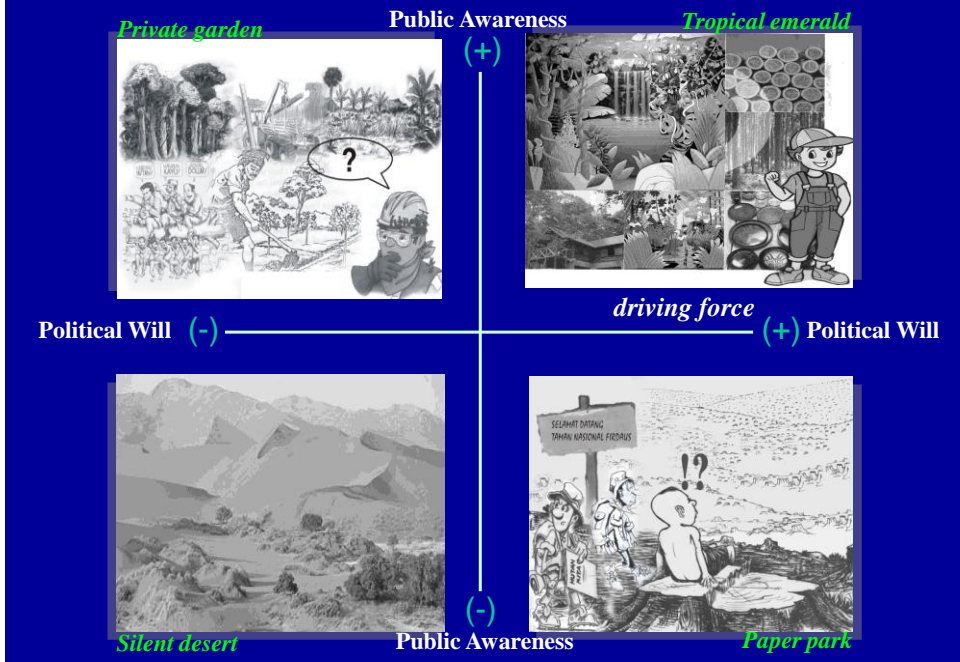 Public Awareness
Private garden
Tropical emerald
(+)
?
driving force
Political Will (-)
(+) Political Will
SELAMAT DATANG
TAMAN NASIONAL FIRDAUS
!?
(-)
Silent desert
Public Awareness
Paper park